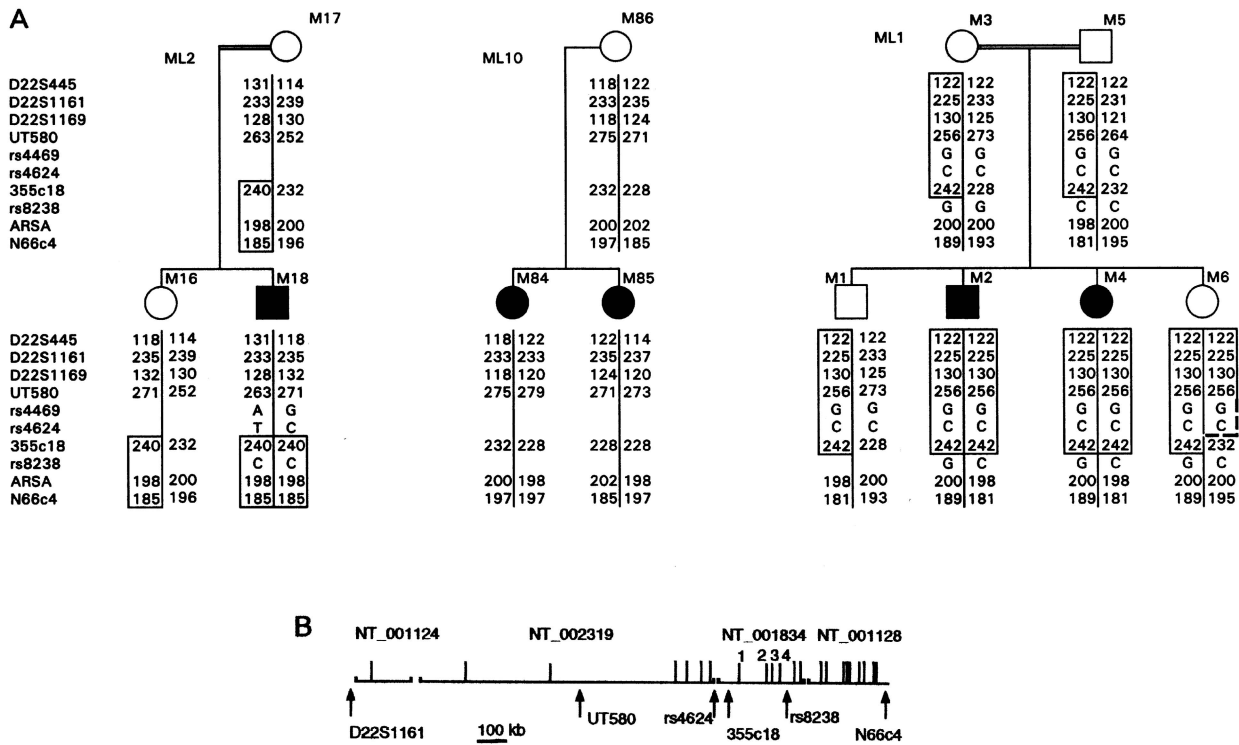 A
M17 M86 M3 M5
ML2 ML10 ML1
D22S445 131 114 118 122 122 122 122 122
D22S1161 233 239 233 235 225 233 225 231
D22S1169 128 130 118 124 130 125 130 121
UT580 263 252 275 271 256 273 256 264
rs4469 G G G G
rs4624 C C C C
355c18 240 232 232 228 242 228 242 232
rs8238 G G C C
ARSA 198 200 200 202 200 200 198 200
N66c4 185 196 197 185 189 193 181 195
M16 M18 M84 M85 M1 M2 M4 M6
D22S445 118 114 131 118 118 122 122 114 122 122 122 122 122 122 122 122
D22S1161 235 239 233 235 233 233 235 237 225 233 225 225 225 225 225 225
D22S1169 132 130 128 132 118 120 124 120 130 125 130 130 130 130 130 130
UT580 271 252 263 271 275 279 271 273 256 273 256 256 256 256 256 256
rs4469 A G G G G G G G G G
rs4624 T C C C C C C C C C
355c18 240 232 240 240 232 228 228 228 242 228 242 242 242 242 242 232
rs8238 C C G C G C G C
ARSA 198 200 198 198 200 198 202 198 198 200 200 198 200 198 200 200
N66c4 185 196 185 185 197 197 185 197 181 193 189 181 189 181 189 195
B
NT_001124 NT_002319 NT_001834 NT_001128
1 2 3 4
UT580 rs4624 rs8238
D22S1161 100 kb 355c18 N66c4